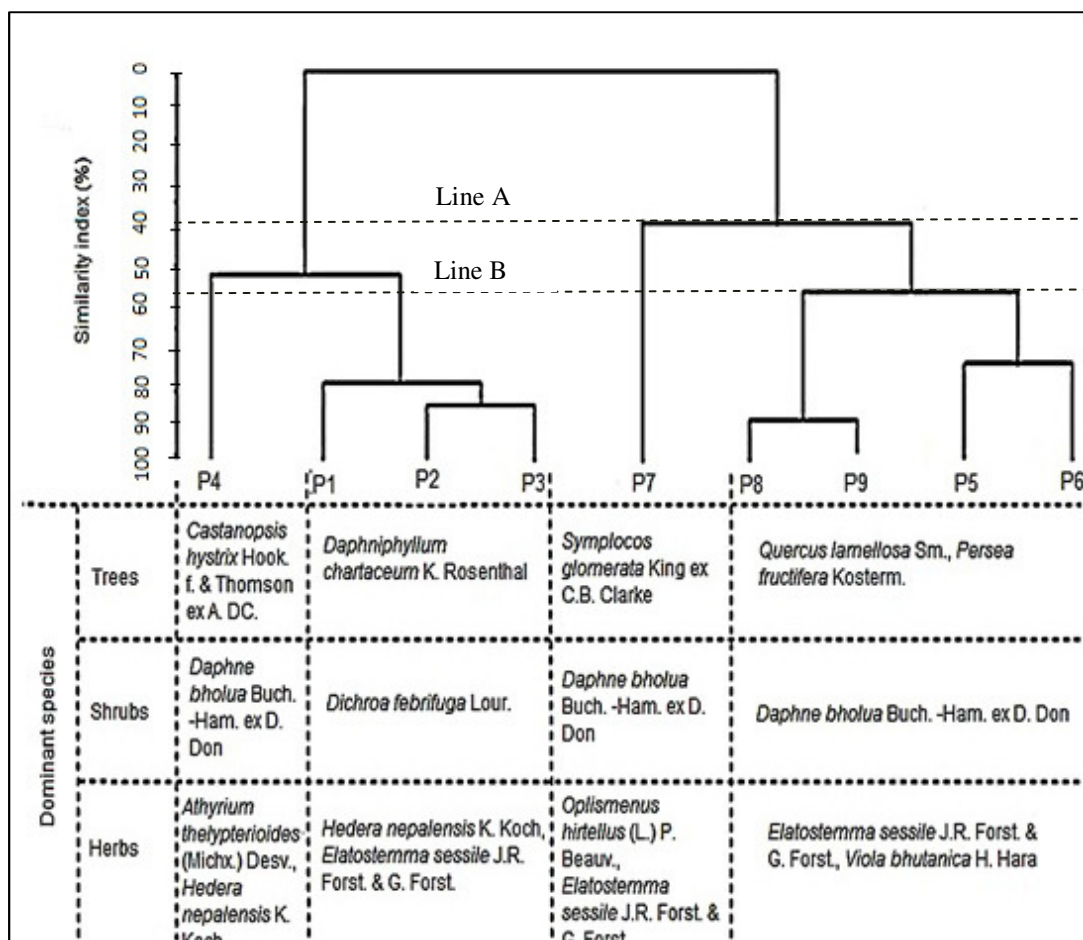 Similarity index (%)
0
10
20
30
40
50
60
70
80
90
100
Line A
Line B
P4
P1
P2
P3
P7
P8
P9
P5
P6
Dominant species
Trees
Castanopsis
hystrix Hook.
f. & Thomson
ex A. DC.
Daphniphyllum
chartaceum K. Rosenthal
Symplocos
glomerata King ex
C.B. Clarke
Quercus lamellosa Sm., Persea
fructifera Kosterm.
Shrubs
Daphne
bholua Buch.
-Ham. ex D.
Don
Dichroa febrifuga Lour.
Daphne bholua
Buch. -Ham. ex D.
Don
Daphne bholua Buch. -Ham. ex D. Don
Herbs
Athyrium
thelypterioides
(Michx.) Desv.,
Hedera
nepalensis K.
Koch
Hedera nepalensis K. Koch,
Elatostemma sessile J.R.
Forst. & G. Forst.
Oplismenus
hirtellus (L.) P.
Beauv.,
Elatostemma
sessile J.R. Forst. &
G. Forst
Elatostemma sessile J.R. Forst. &
G. Forst., Viola bhutanica H. Hara